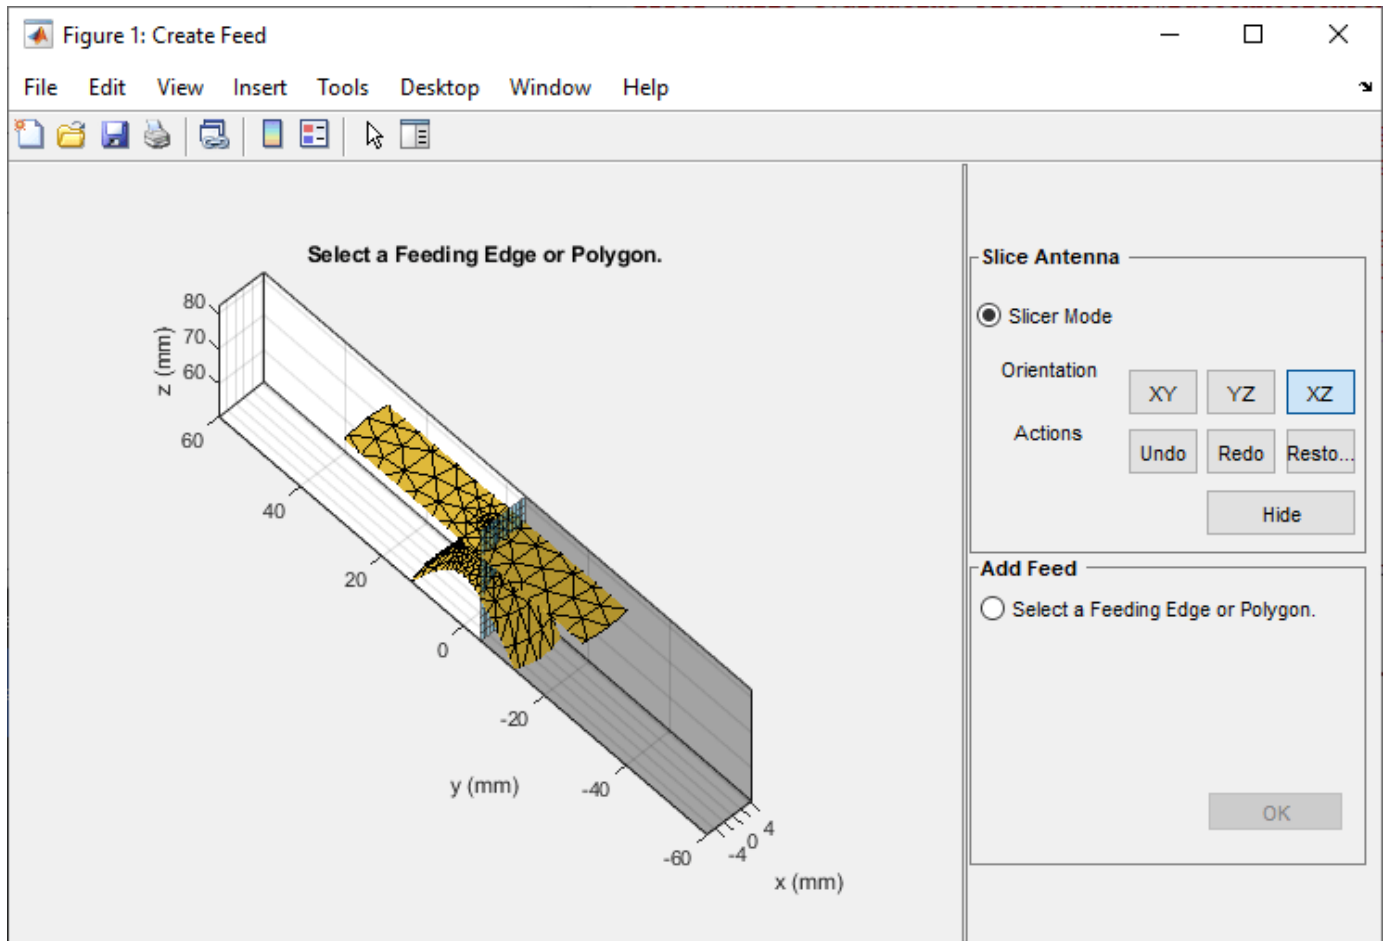 Figure 1: Create Feed
File Edit View Insert Tools Desktop Window Help
Select a Feeding Edge or Polygon.
80
70
60
z (mm)
60
40
20
0
-20
-40
-60
y (mm)
-4 0 4
x (mm)
Slice Antenna
Slicer Mode
Orientation XY YZ XZ
Actions Undo Redo Resto...
Hide
Add Feed
Select a Feeding Edge or Polygon.
OK